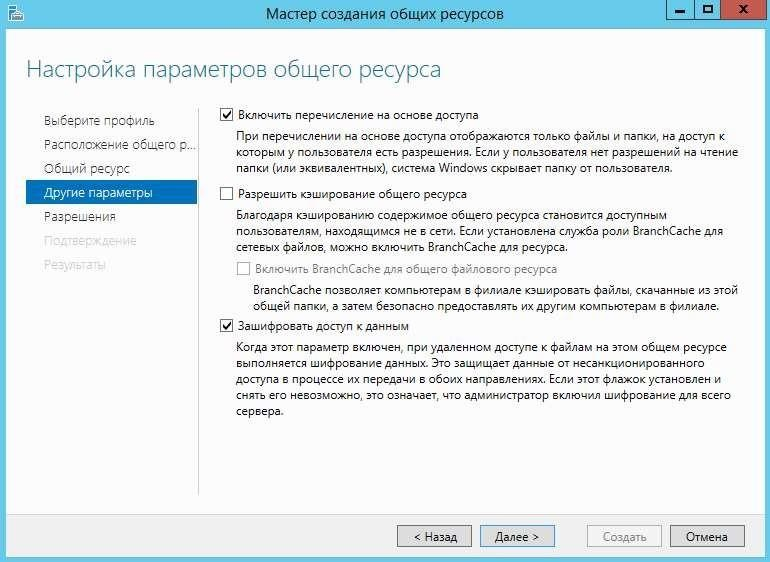 Мастер создания общих ресурсов
Настройка параметров общего ресурса
Выберите профиль
Расположение общего р...
Общий ресурс
Другие параметры
Разрешения
Подтверждение
Результаты
Включить перечисление на основе доступа
При перечислении на основе доступа отображаются только файлы и папки, на доступ к
которым у пользователя есть разрешения. Если у пользователя нет разрешений на чтение
папки (или эквивалентных), система Windows скрывает папку от пользователя.
Разрешить кэширование общего ресурса
Благодаря кэшированию содержимое общего ресурса становится доступным
пользователям, находящимся не в сети. Если установлена служба роли BranchCache для
сетевых файлов, можно включить BranchCache для ресурса.
Включить BranchCache для общего файлового ресурса
BranchCache позволяет компьютерам в филиале кэшировать файлы, скачанные из этой
общей папки, а затем безопасно предоставлять их другим компьютерам в филиале.
Зашифровать доступ к данным
Когда этот параметр включен, при удаленном доступе к файлам на этом общем ресурсе
выполняется шифрование данных. Это защищает данные от несанкционированного
доступа в процессе их передачи в обоих направлениях. Если этот флажок установлен и
снять его невозможно, это означает, что администратор включил шифрование для всего
сервера.
< Назад
Далее >
Создать
Отмена